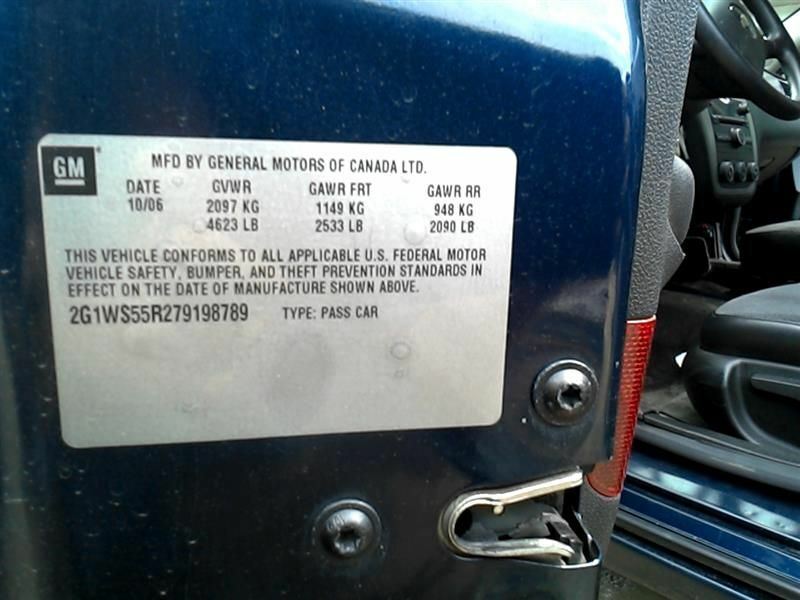 GM
MFD BY GENERAL MOTORS OF CANADA LTD.
DATE GVWR GAWR FRT GAWR RR
10/06 2097 KG 1149 KG 948 KG
4623 LB 2533 LB 2090 LB
THIS VEHICLE CONFORMS TO ALL APPLICABLE U.S. FEDERAL MOTOR
VEHICLE SAFETY, BUMPER, AND THEFT PREVENTION STANDARDS IN
EFFECT ON THE DATE OF MANUFACTURE SHOWN ABOVE.
2G1WS55R279198789 TYPE: PASS CAR